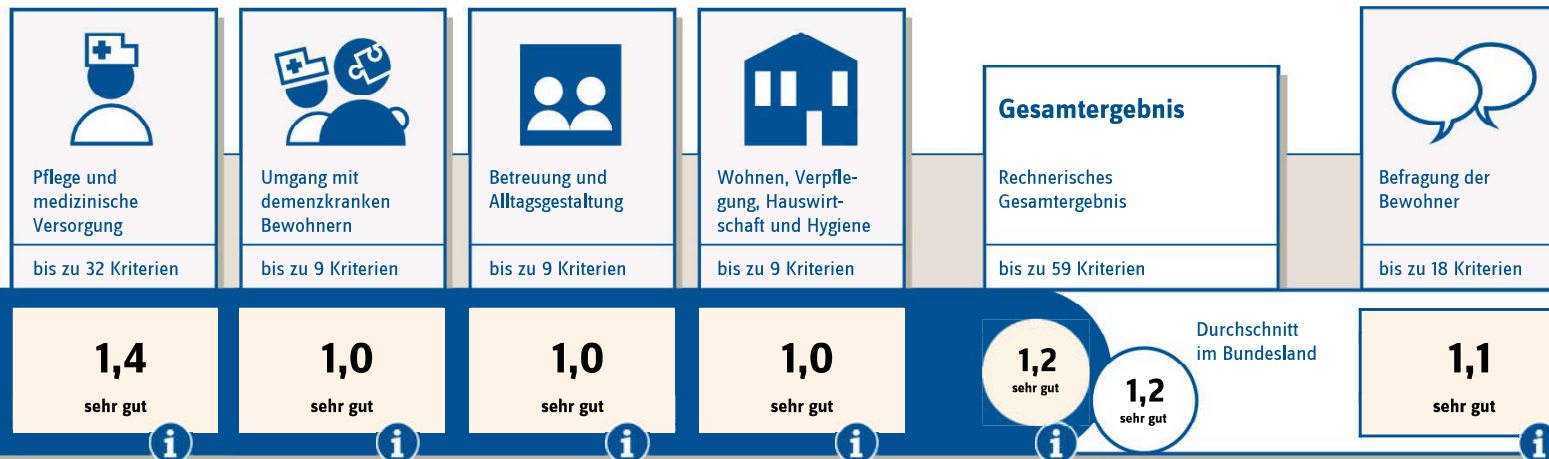 Pflege und
medizinische
Versorgung
bis zu 32 Kriterien
1,4
sehr gut
i
Umgang mit
demenzkranken
Bewohnern
bis zu 9 Kriterien
1,0
sehr gut
i
Betreuung und
Alltagsgestaltung
bis zu 9 Kriterien
1,0
sehr gut
i
Wohnen, Verpfle-
gung, Hauswirt-
schaft und Hygiene
bis zu 9 Kriterien
1,0
sehr gut
i
Gesamtergebnis
Rechnerisches
Gesamtergebnis
bis zu 59 Kriterien
1,2
sehr gut
i
Durchschnitt
im Bundesland
1,2
sehr gut
Befragung der
Bewohner
bis zu 18 Kriterien
1,1
sehr gut
i